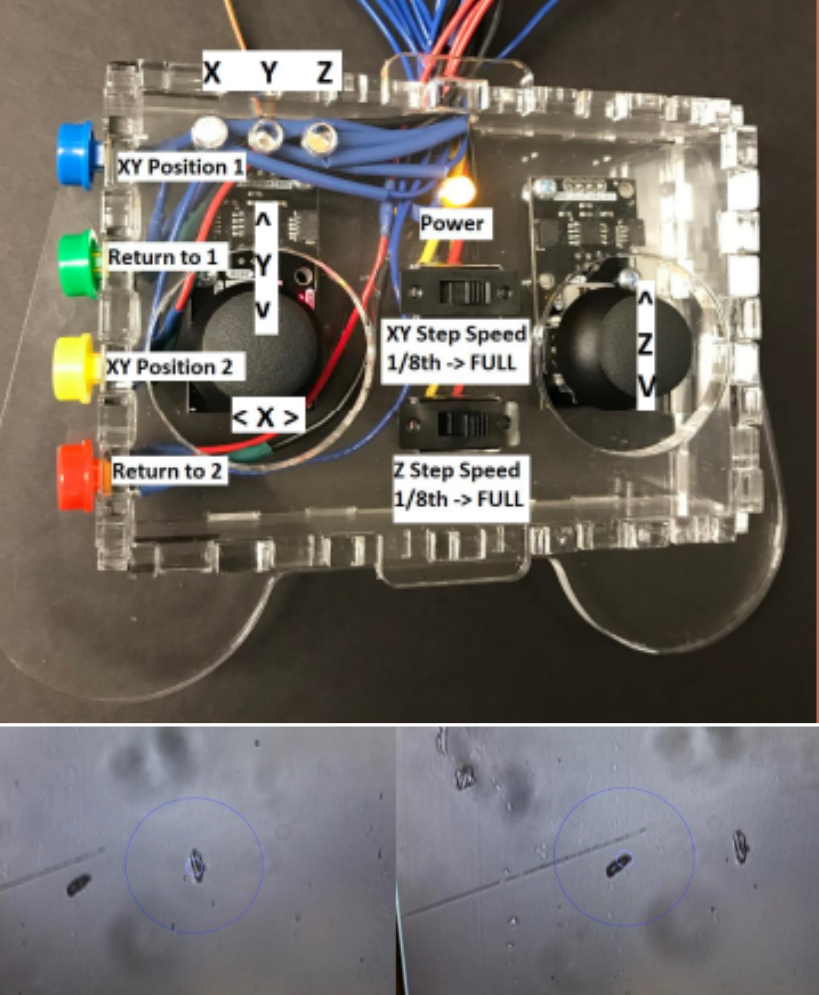 X Y Z
XY Position 1
Power
Return to 1
^
Y
v
XY Step Speed
1/8th -> FULL
^
Z
V
XY Position 2
< X >
Return to 2
Z Step Speed
1/8th -> FULL